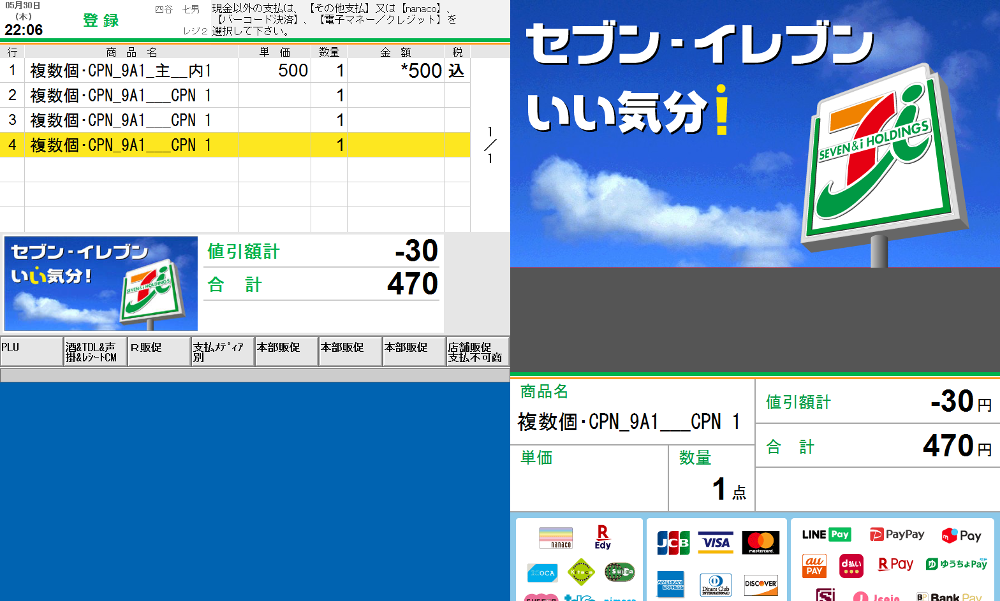 05月30日
(木)
22:06
登録
四谷 七男
レジ2
現金以外の支払は、【その他支払】又は【nanaco】、
【バーコード決済】、【電子マネー／クレジット】を
選択して下さい。
行 商 品 名 単 価 数量 金 額 税
1 複数個･CPN_9A1_主__内1 500 1 *500 込
2 複数個･CPN_9A1___CPN 1 1
3 複数個･CPN_9A1___CPN 1 1
4 複数個･CPN_9A1___CPN 1 1
1
／
1
セブン-イレブン
いい気分!
SEVEN&i HOLDINGS
値引額計 -30
合 計 470
PLU
酒&TDL&声
掛&ﾚｼｰﾄCM
Ｒ販促
支払ﾒﾃﾞｨｱ
別
本部販促
本部販促
本部販促
店舗販促
支払不可商
セブン-イレブン
いい気分!
SEVEN&i HOLDINGS
商品名
複数個･CPN_9A1___CPN 1
単価
数量
1点
値引額計 -30円
合 計 470円
nanaco
R Edy
ICOCA
Kitaca
Suica
JCB
VISA
mastercard.
AMERICAN EXPRESS
Diners Club
INTERNATIONAL
DISCOVER
LINE Pay
PayPay
m Pay
au PAY
d払い
R Pay
ゆうちょPay
J-Coin
BP Bank Pay